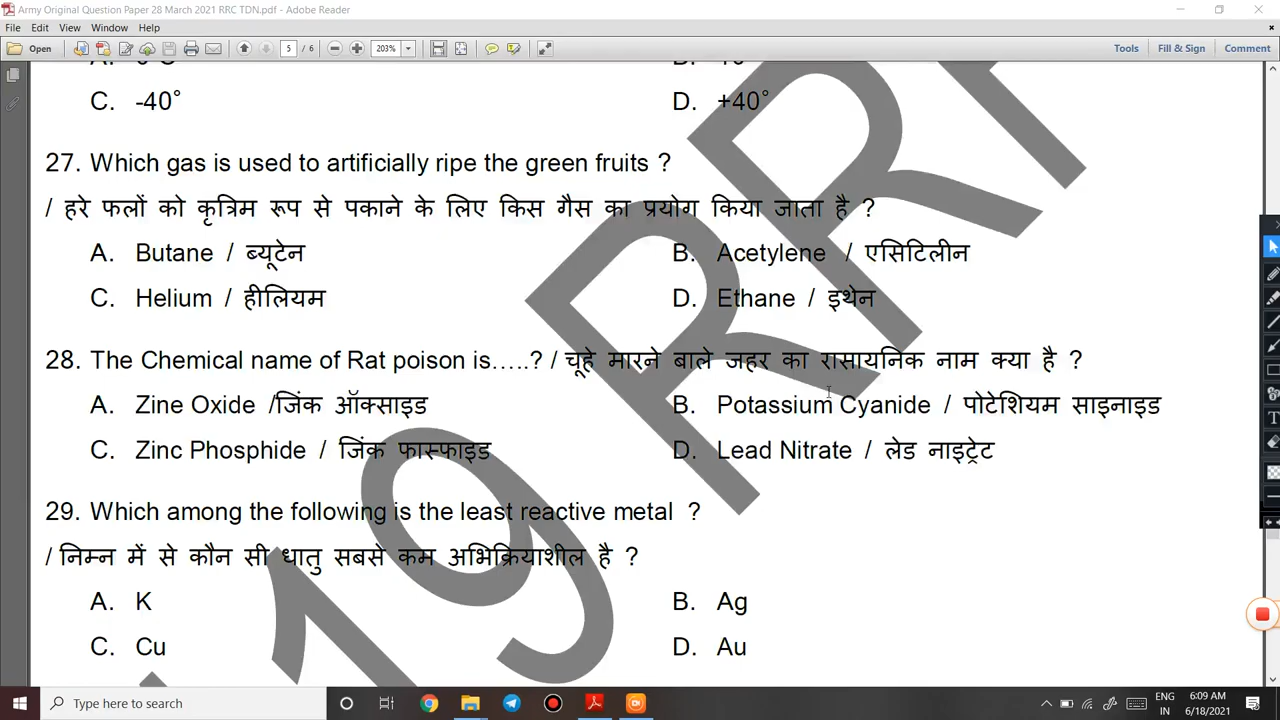 Army Original Question Paper 28 March 2021 RRC TDN.pdf - Adobe Reader
File Edit View Window Help
Open 5 / 6 203% Tools Fill & Sign Comment
C. -40° D. +40°
27. Which gas is used to artificially ripe the green fruits ?
/ हरे फलों को कृत्रिम रूप से पकाने के लिए किस गैस का प्रयोग किया जाता है ?
A. Butane / ब्यूटेन B. Acetylene / एसिटिलीन
C. Helium / हीलियम D. Ethane / इथेन
28. The Chemical name of Rat poison is…..? / चूहे मारने बाले जहर का रासायनिक नाम क्या है ?
A. Zine Oxide /जिंक ऑक्साइड B. Potassium Cyanide / पोटेशियम साइनाइड
C. Zinc Phosphide / जिंक फास्फाइड D. Lead Nitrate / लेड नाइट्रेट
29. Which among the following is the least reactive metal ?
/ निम्न में से कौन सी धातु सबसे कम अभिक्रियाशील है ?
A. K B. Ag
C. Cu D. Au
19 RR
Type here to search
ENG 6:09 AM
IN 6/18/2021